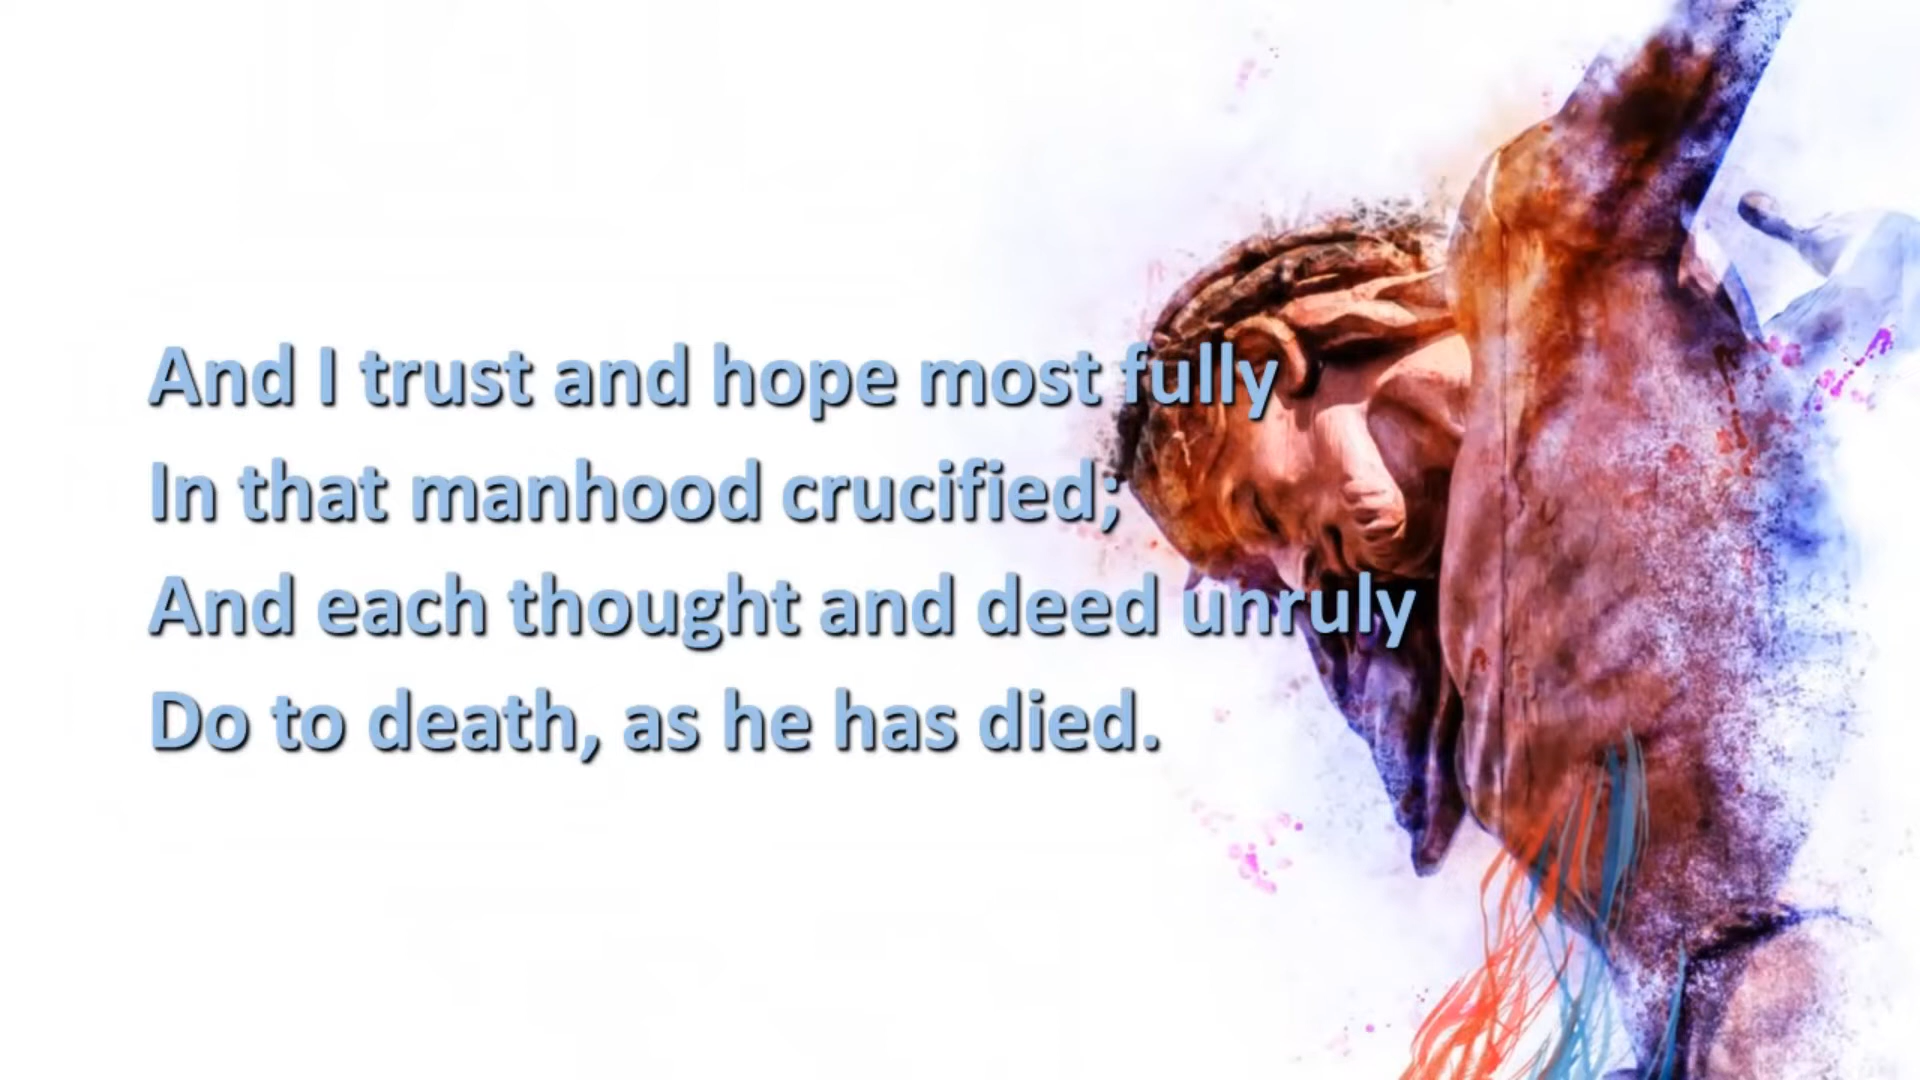 And I trust and hope most fully
In that manhood crucified;
And each thought and deed unruly
Do to death, as he has died.